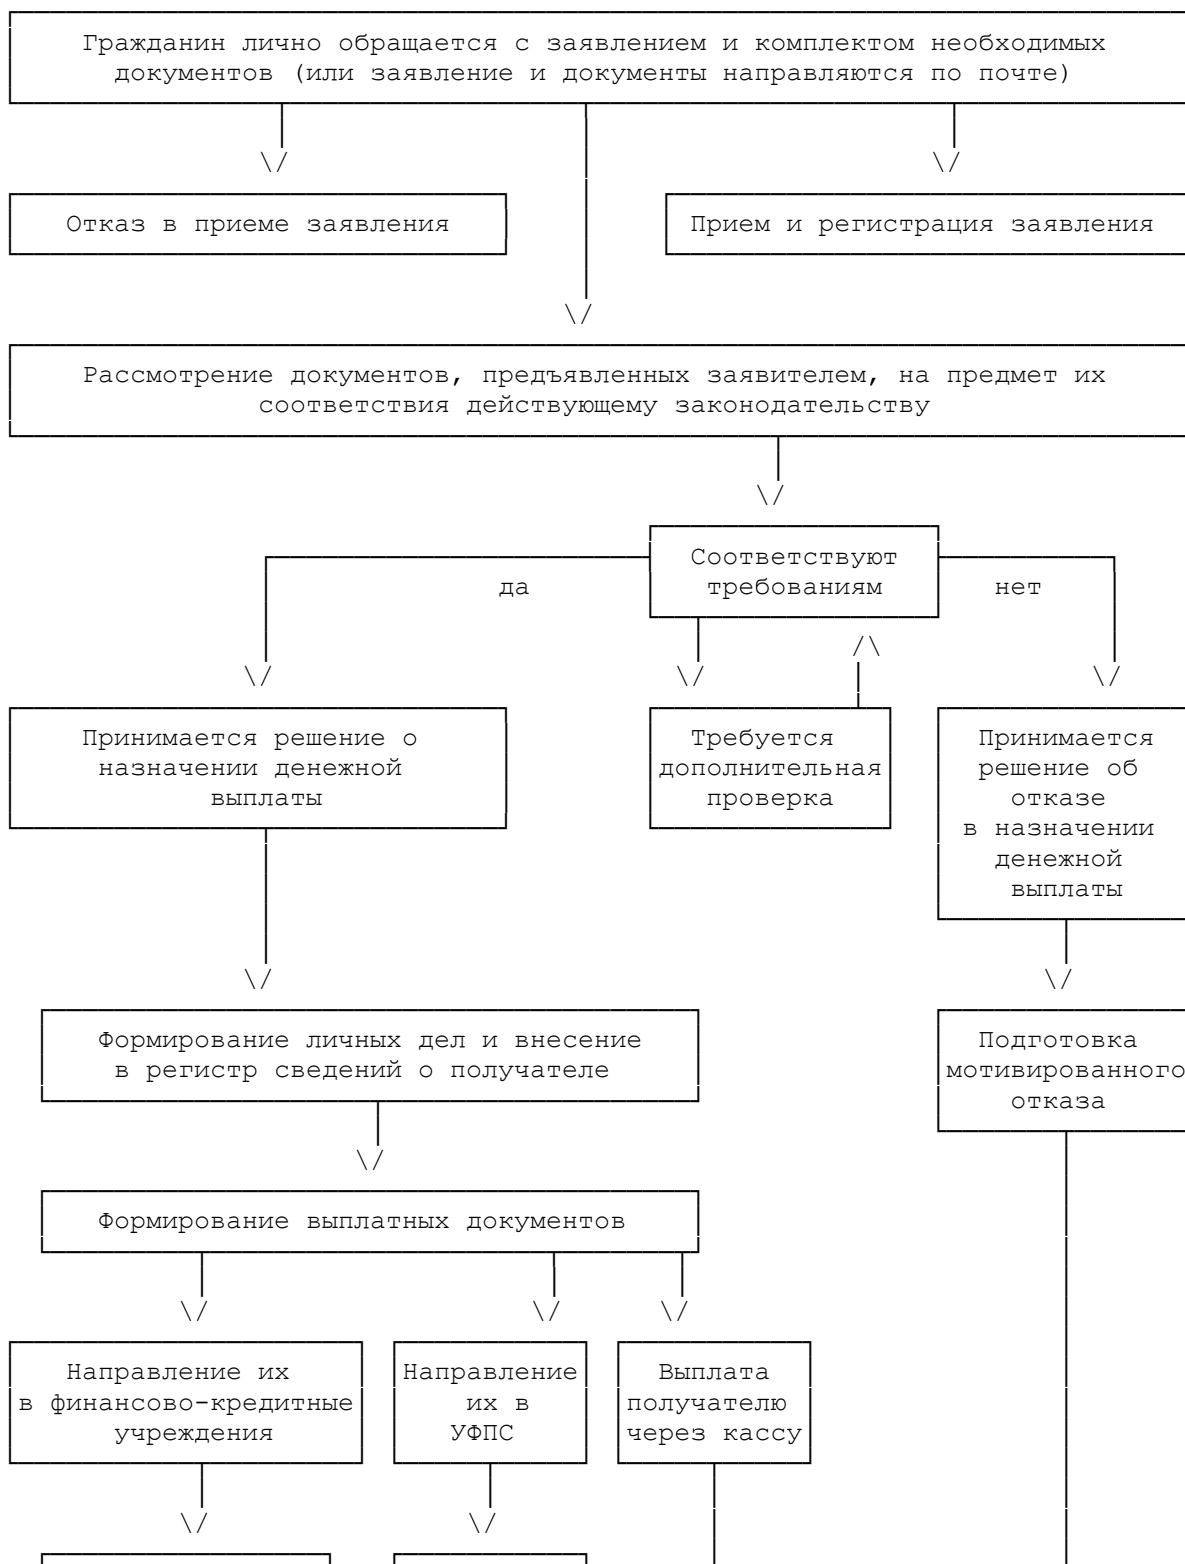 Гражданин лично обращается с заявлением и комплектом необходимых
документов (или заявление и документы направляются по почте)
Отказ в приеме заявления
Прием и регистрация заявления
Рассмотрение документов, предъявленных заявителем, на предмет их
соответствия действующему законодательству
Соответствуют
требованиям
да
нет
Принимается решение о
назначении денежной
выплаты
Требуется
дополнительная
проверка
Принимается
решение об
отказе
в назначении
денежной
выплаты
Формирование личных дел и внесение
в регистр сведений о получателе
Подготовка
мотивированного
отказа
Формирование выплатных документов
Направление их
в финансово-кредитные
учреждения
Направление
их в
УФПС
Выплата
получателю
через кассу